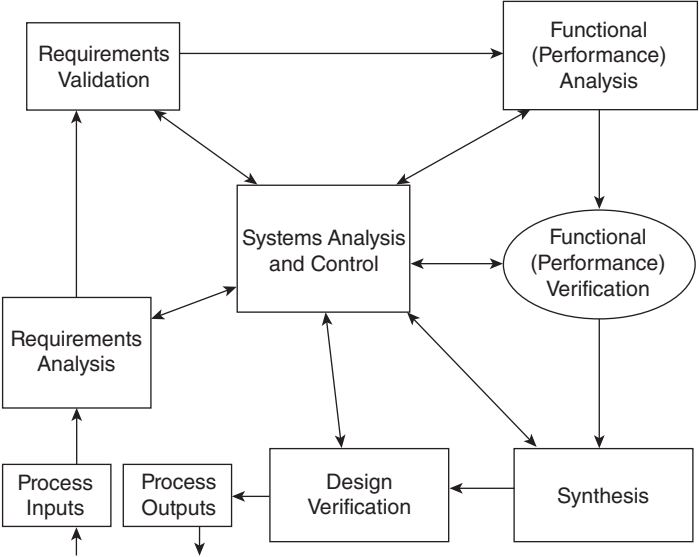 Requirements
Validation
Functional
(Performance)
Analysis
Systems Analysis
and Control
Functional
(Performance)
Verification
Requirements
Analysis
Process
Inputs
Process
Outputs
Design
Verification
Synthesis